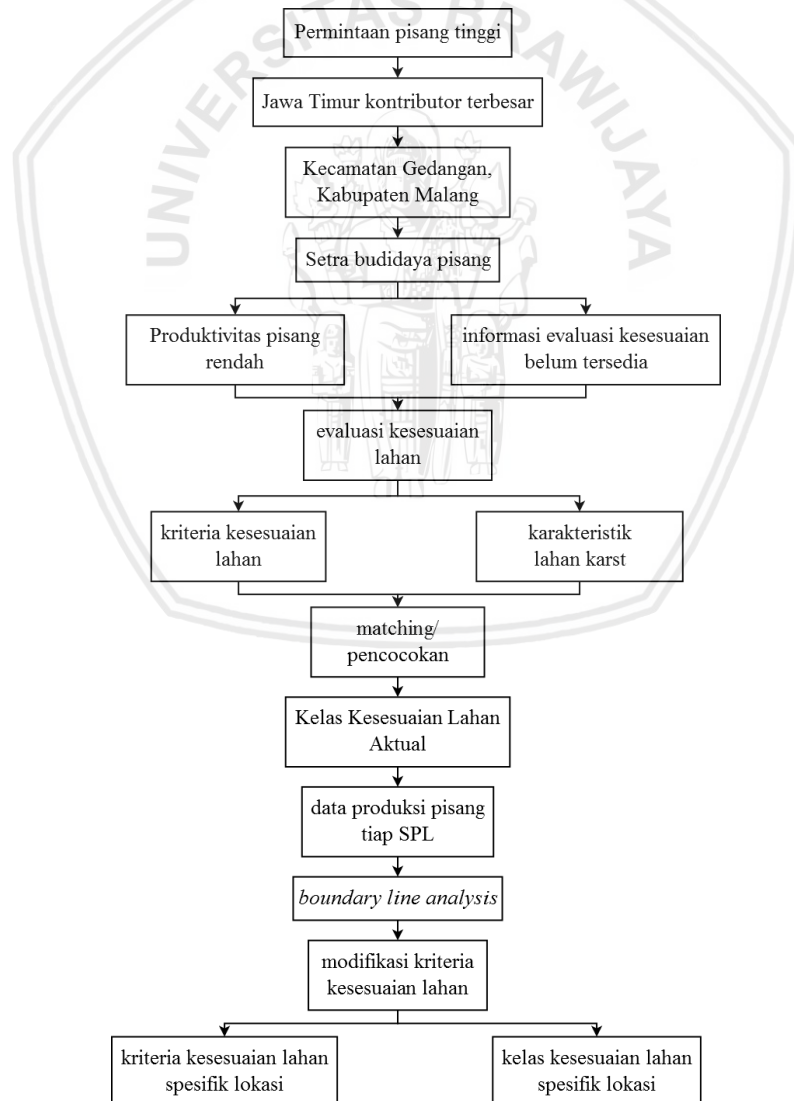 UNIVERSITAS BRAWIJAYA
Permintaan pisang tinggi
Jawa Timur kontributor terbesar
Kecamatan Gedangan,
Kabupaten Malang
Setra budidaya pisang
Produktivitas pisang
rendah
informasi evaluasi kesesuaian
belum tersedia
evaluasi kesesuaian
lahan
kriteria kesesuaian
lahan
karakteristik
lahan karst
matching/
pencocokan
Kelas Kesesuaian Lahan
Aktual
data produksi pisang
tiap SPL
boundary line analysis
modifikasi kriteria
kesesuaian lahan
kriteria kesesuaian lahan
spesifik lokasi
kelas kesesuaian lahan
spesifik lokasi